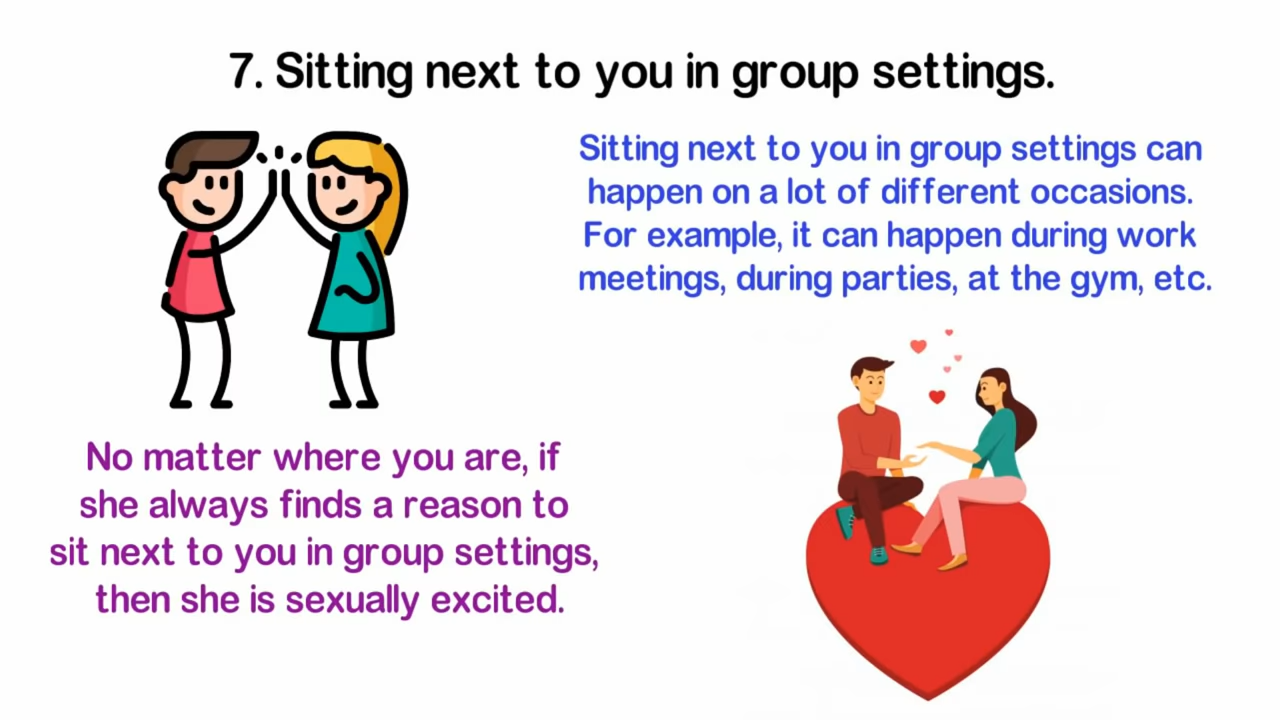 7. Sitting next to you in group settings.
Sitting next to you in group settings can
happen on a lot of different occasions.
For example, it can happen during work
meetings, during parties, at the gym, etc.
No matter where you are, if
she always finds a reason to
sit next to you in group settings,
then she is sexually excited.